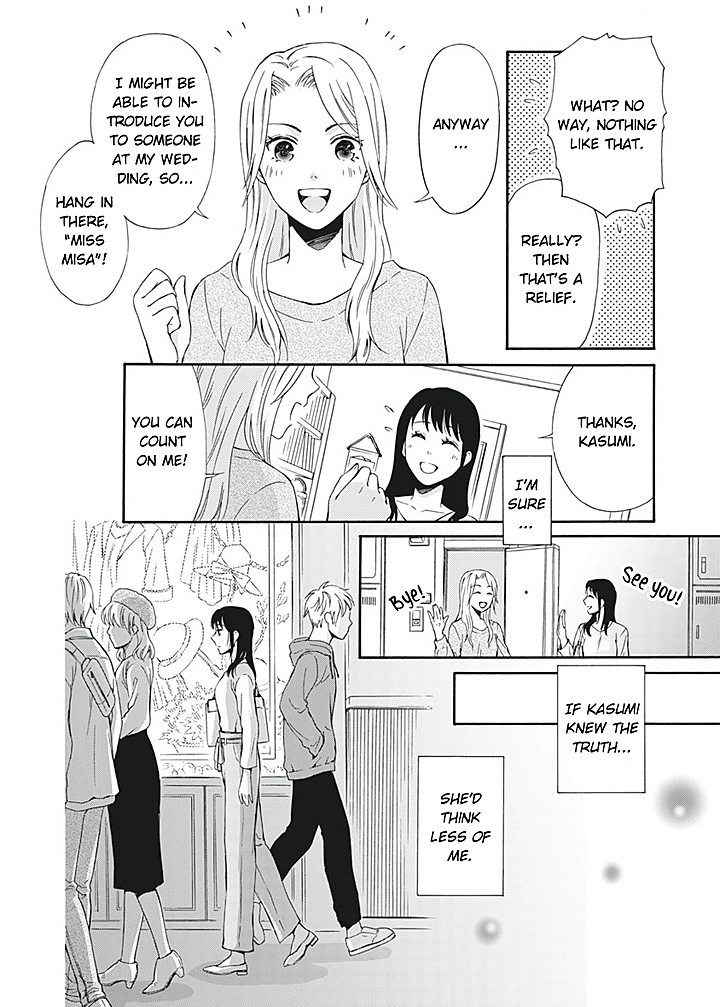 WHAT? NO
WAY, NOTHING
LIKE THAT.
REALLY?
THEN
THAT'S A
RELIEF.
ANYWAY
...
I MIGHT BE
ABLE TO IN-
TRODUCE YOU
TO SOMEONE
AT MY WED-
DING, SO...
HANG IN
THERE,
"MISS
MISA"!
THANKS,
KASUMI.
YOU CAN
COUNT
ON ME!
I'M
SURE
...
See you!
Bye!
IF KASUMI
KNEW THE
TRUTH...
SHE'D
THINK
LESS OF
ME.